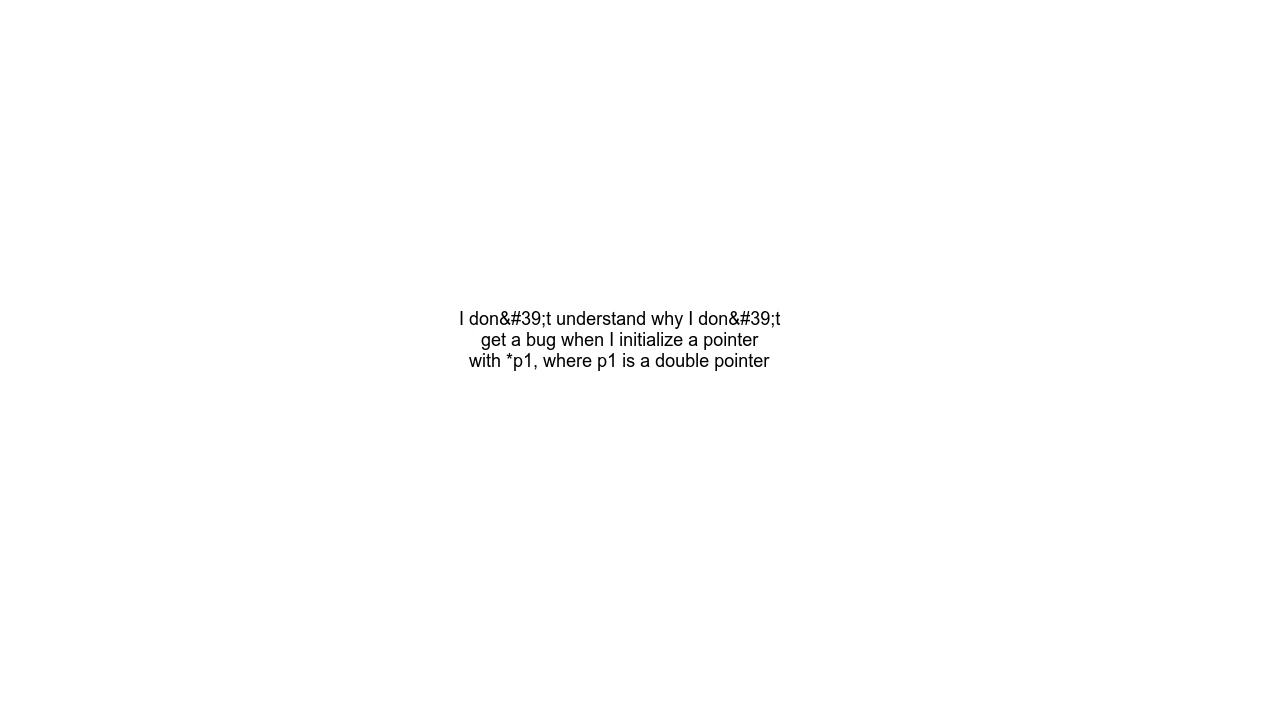 I don&#39;t understand why I don&#39;t
get a bug when I initialize a pointer
with *p1, where p1 is a double pointer